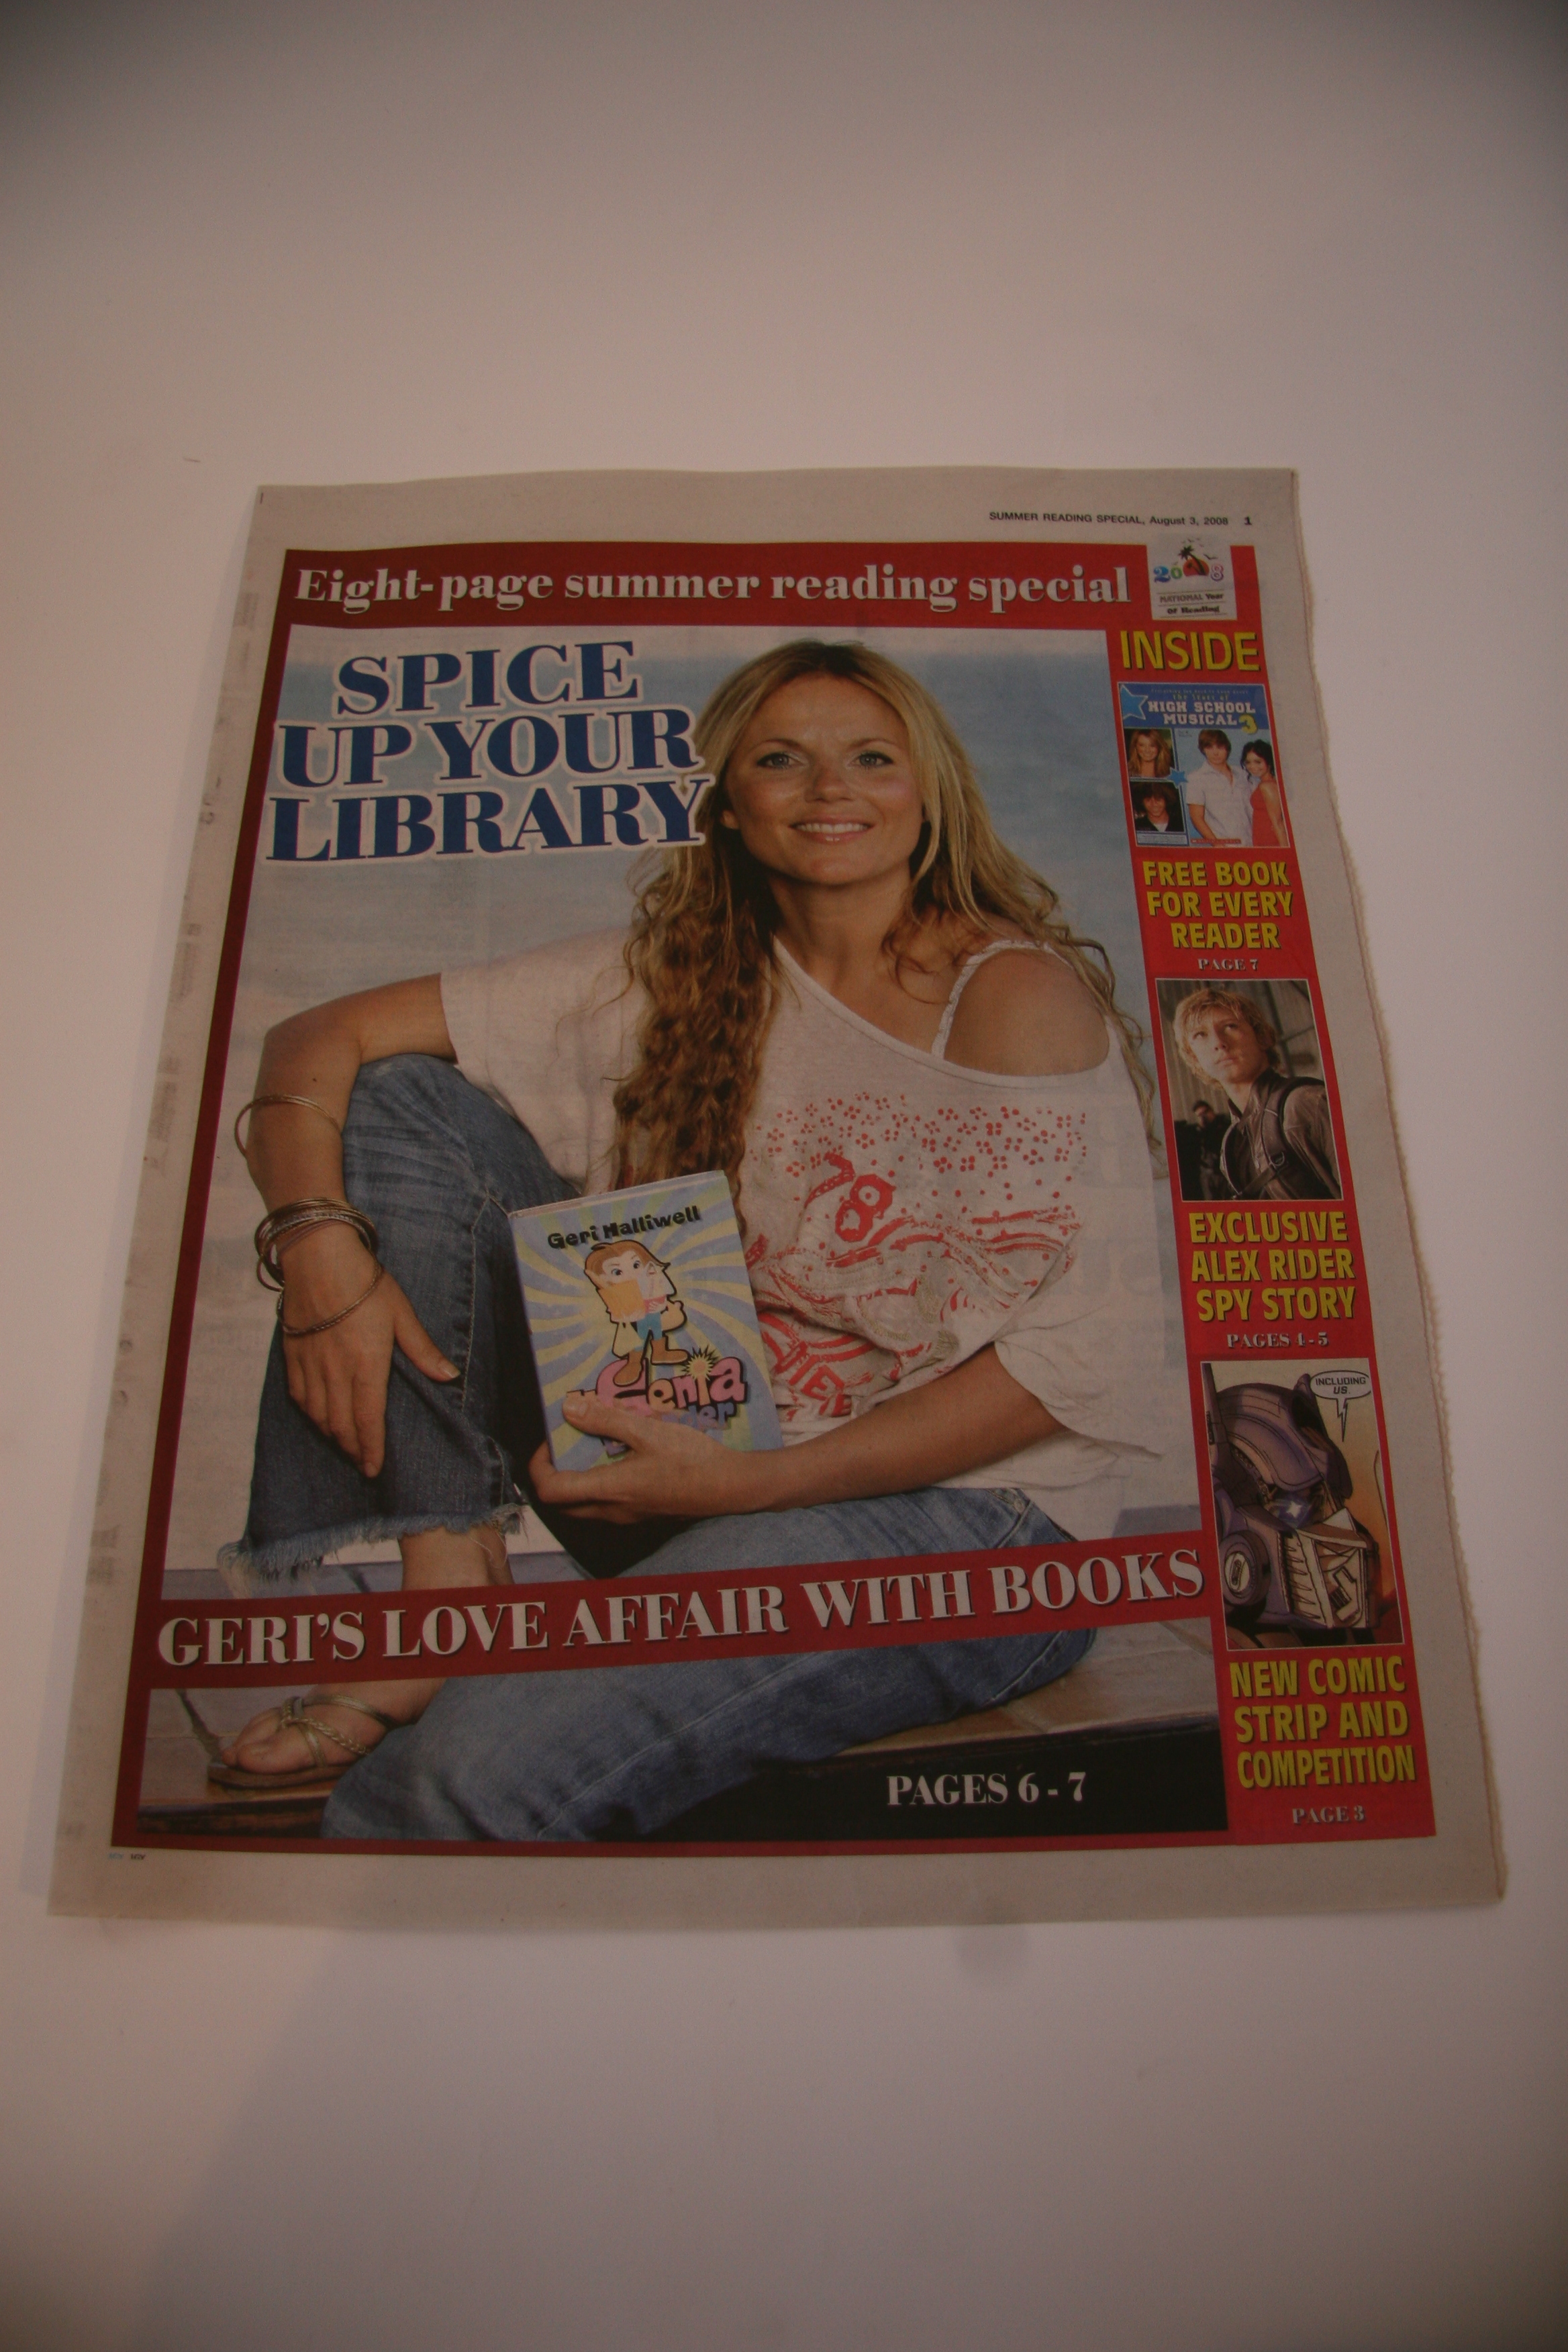 SUMMER READING SPECIAL, August 3, 2008 1
Eight-page summer reading special
2008
NATIONAL Year
Of Reading
SPICE
UP YOUR
LIBRARY
Geri Halliwell
GERI'S LOVE AFFAIR WITH BOOKS
PAGES 6 - 7
INSIDE
HIGH SCHOOL
MUSICAL 3
FREE BOOK
FOR EVERY
READER
PAGE 7
EXCLUSIVE
ALEX RIDER
SPY STORY
PAGES 4-5
INCLUDING
US.
NEW COMIC
STRIP AND
COMPETITION
PAGE 3